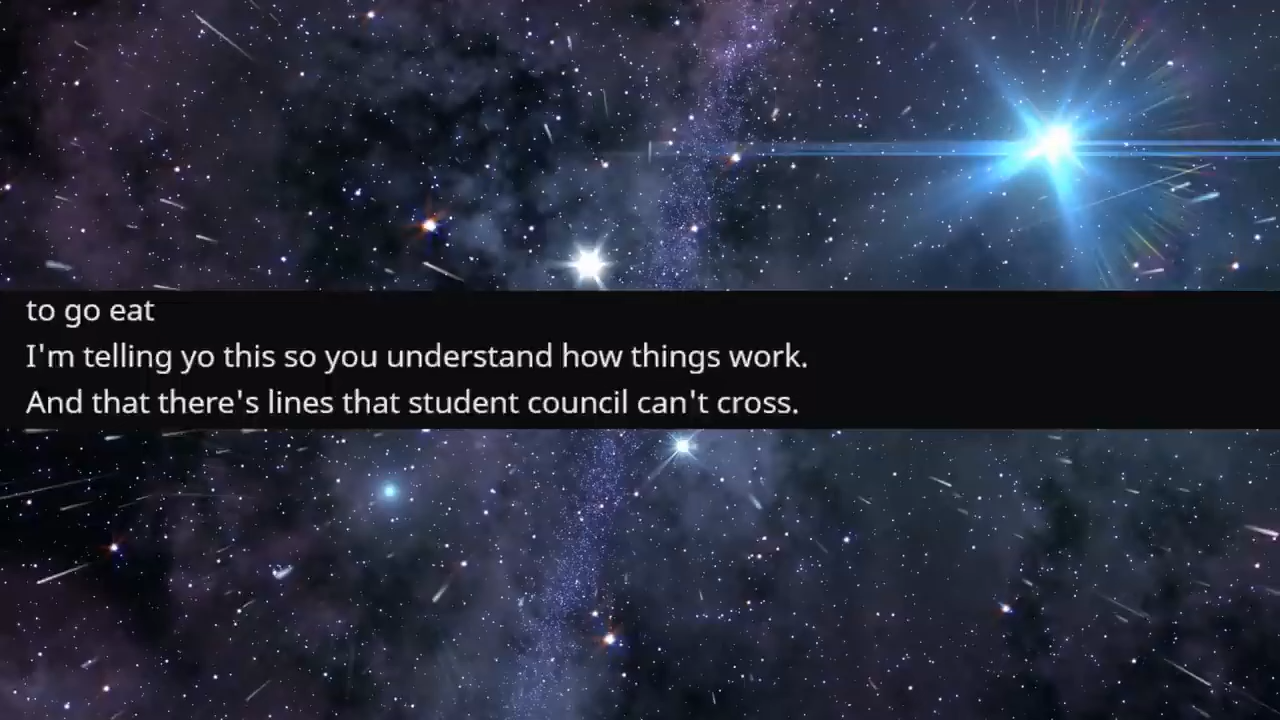 to go eat
I'm telling yo this so you understand how things work.
And that there's lines that student council can't cross.